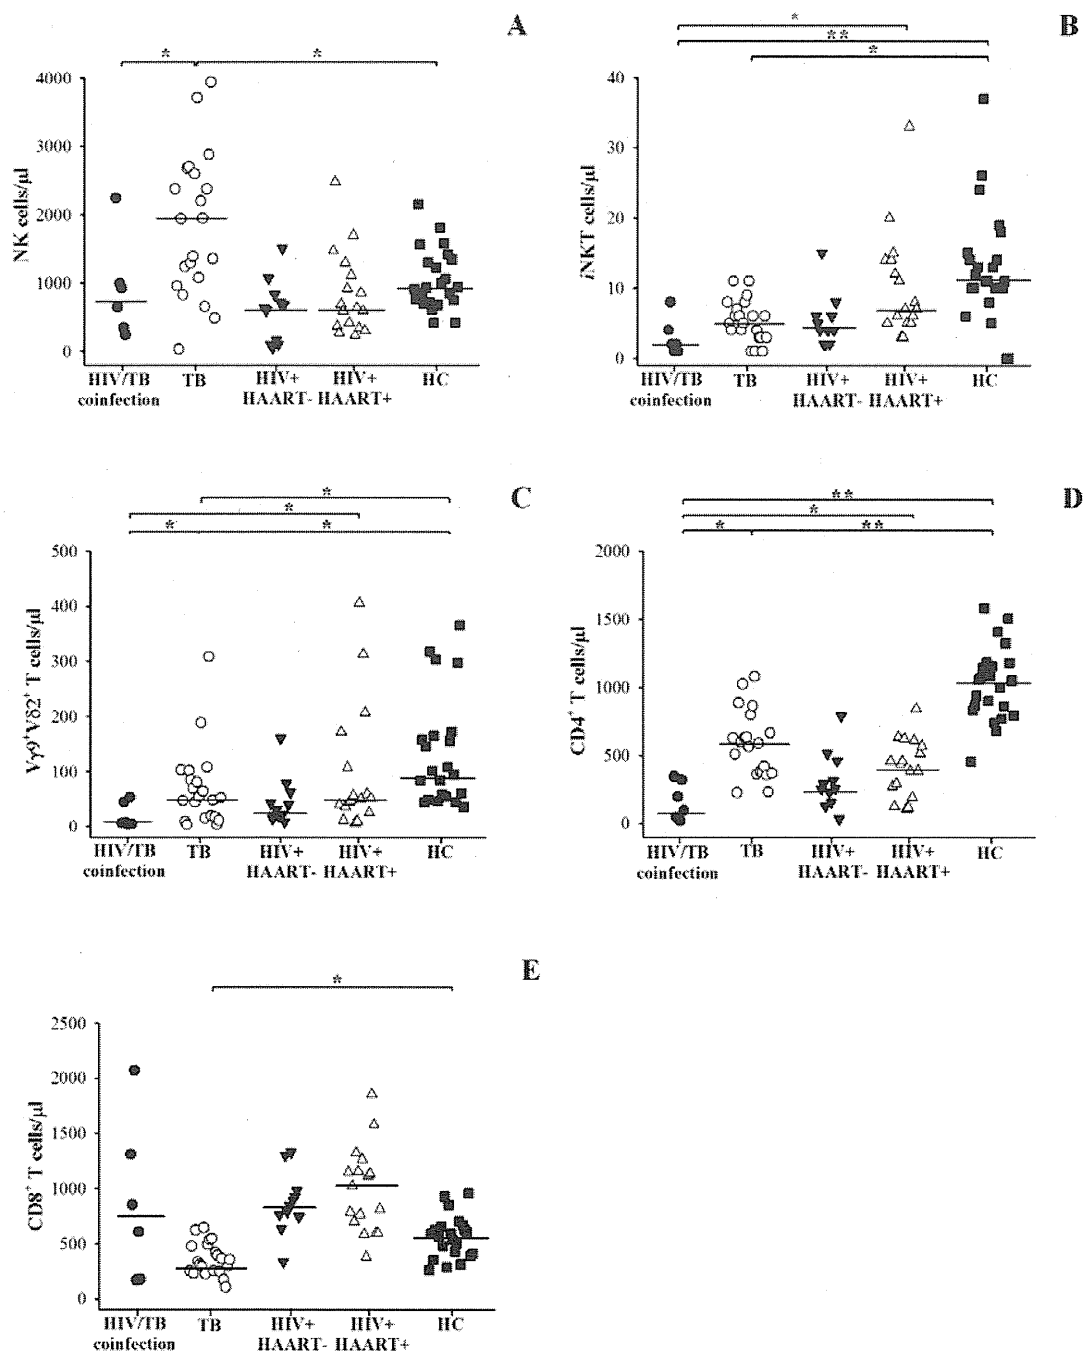 A
* *
NK cells/µl
4000
3000
2000
1000
0
HIV/TB coinfection
TB
HIV+ HAART-
HIV+ HAART+
HC
B
*
**
*
iNKT cells/µl
40
30
20
10
0
HIV/TB coinfection
TB
HIV+ HAART-
HIV+ HAART+
HC
C
*
*
* *
Vγ9⁺Vδ2⁺ T cells/µl
500
400
300
200
100
0
HIV/TB coinfection
TB
HIV+ HAART-
HIV+ HAART+
HC
D
**
*
* **
CD4⁺ T cells/µl
2000
1500
1000
500
0
HIV/TB coinfection
TB
HIV+ HAART-
HIV+ HAART+
HC
E
*
CD8⁺ T cells/µl
2500
2000
1500
1000
500
0
HIV/TB coinfection
TB
HIV+ HAART-
HIV+ HAART+
HC